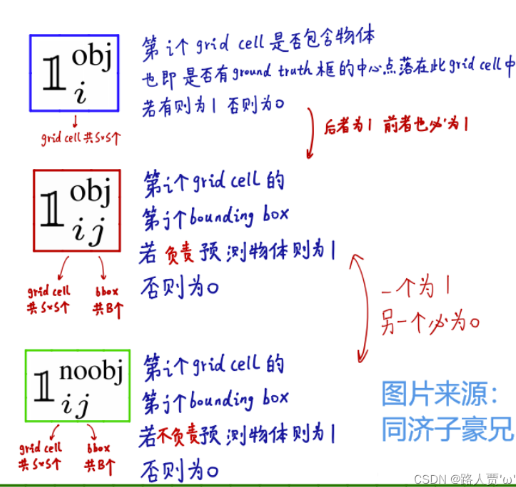 𝟙 obj i
第i个grid cell是否包含物体
也即是否有ground truth框的中心点落在此grid cell中
若有则为1 否则为0
grid cell共S×S个
后者为1 前者也必为1
𝟙 obj ij
第i个grid cell的
第j个bounding box
若负责预测物体则为1
否则为0
grid cell
共S×S个
bbox
共B个
一个为1
另一个必为0
𝟙 noobj ij
第i个grid cell的
第j个bounding box
若不负责预测物体则为1
否则为0
grid cell
共S×S个
bbox
共B个
图片来源:
同济子豪兄
CSDN @路人贾'ω'